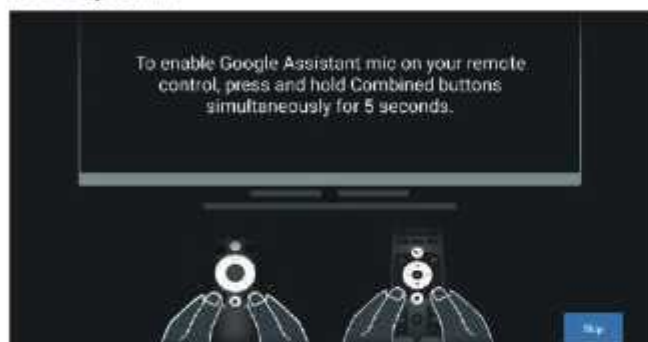 To enable Google Assistant mic on your remote
control, press and hold Combined buttons
simultaneously for 5 seconds.
Skip